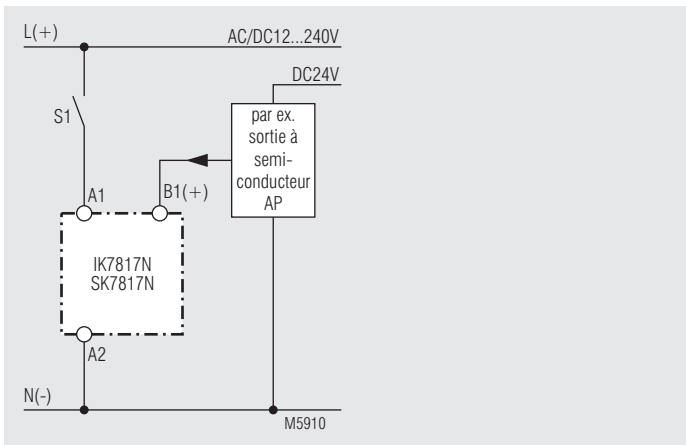 L(+)
AC/DC12...240V
DC24V
S1
par ex.
sortie à
semi-
conducteur
AP
A1
B1(+)
IK7817N
SK7817N
A2
N(-)
M5910